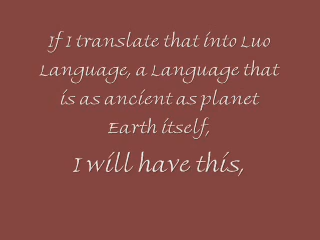 If I translate that into Luo
Language, a Language that
is as ancient as planet
Earth itself,
I will have this,